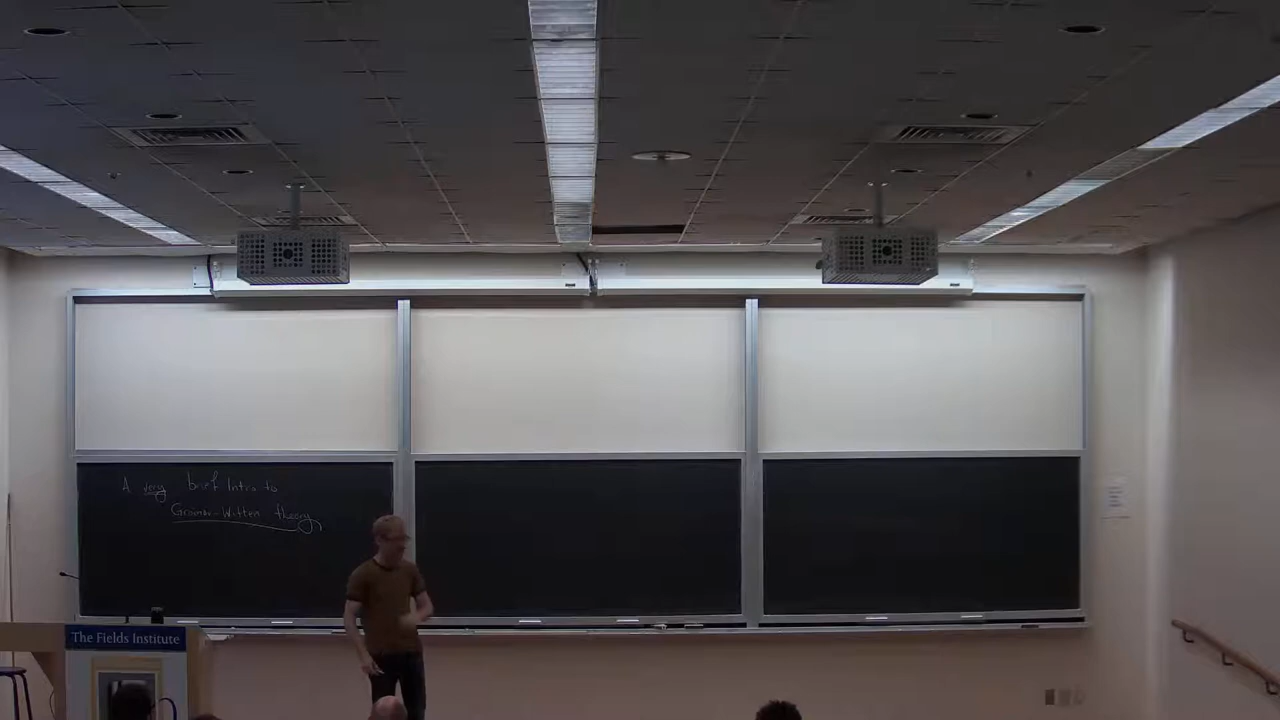 A very brief Intro to
Gromov-Witten theory
The Fields Institute